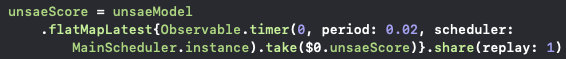 unsaeScore = unsaeModel
.flatMapLatest{Observable.timer(0, period: 0.02, scheduler:
MainScheduler.instance).take($0.unsaeScore)}.share(replay: 1)